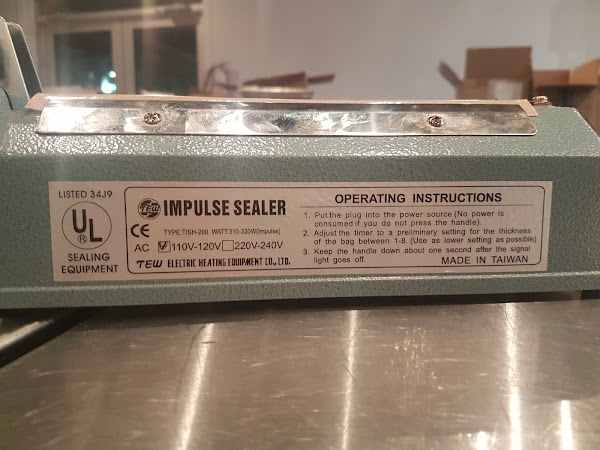 LISTED 34J9
UL
®
SEALING
EQUIPMENT
TEW IMPULSE SEALER
CE TYPE:TISH-200 WATT:310-330W(Impulse)
AC ☑110V-120V □220V-240V
TEW ELECTRIC HEATING EQUIPMENT CO., LTD.
OPERATING INSTRUCTIONS
1. Put the plug into the power source (No power is
consumed if you do not press the handle).
2. Adjust the timer to a preliminary setting for the thickness
of the bag between 1-8. (Use as lower setting as possible)
3. Keep the handle down about one second after the signal
light goes off.
MADE IN TAIWAN